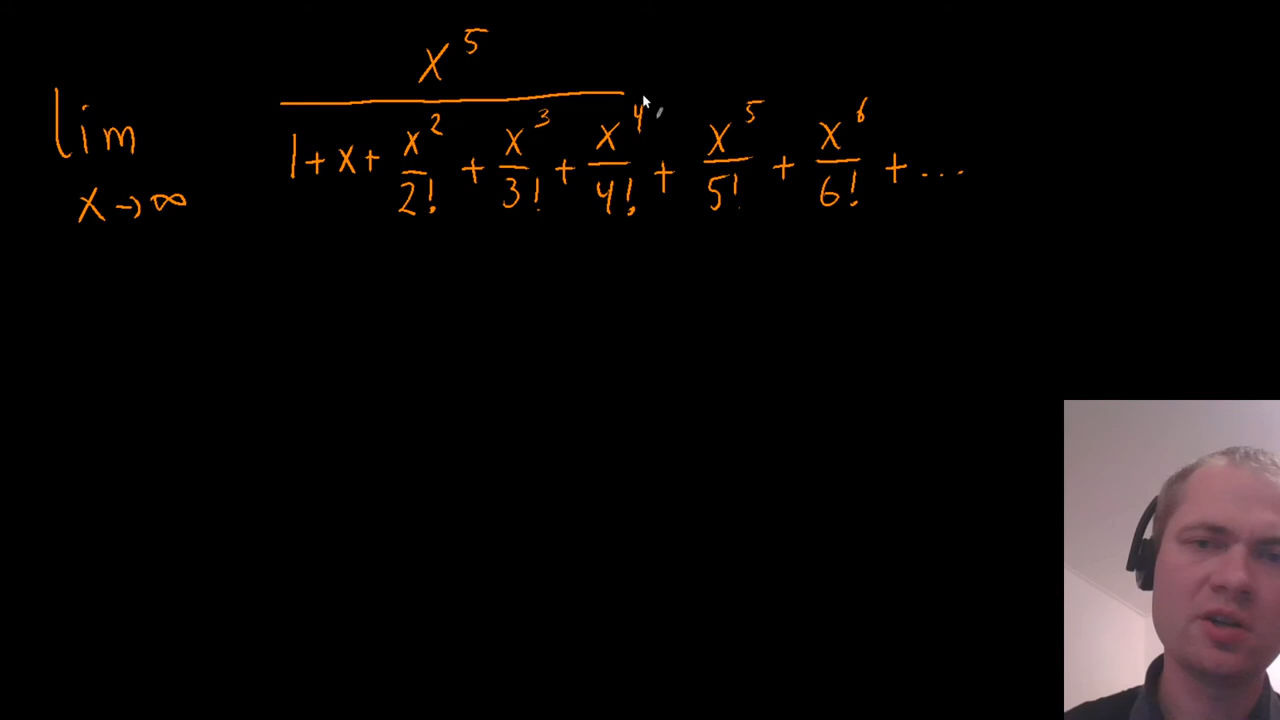 lim x→∞ x^5 / (1 + x + x^2/2! + x^3/3! + x^4/4! + x^5/5! + x^6/6! + ...)